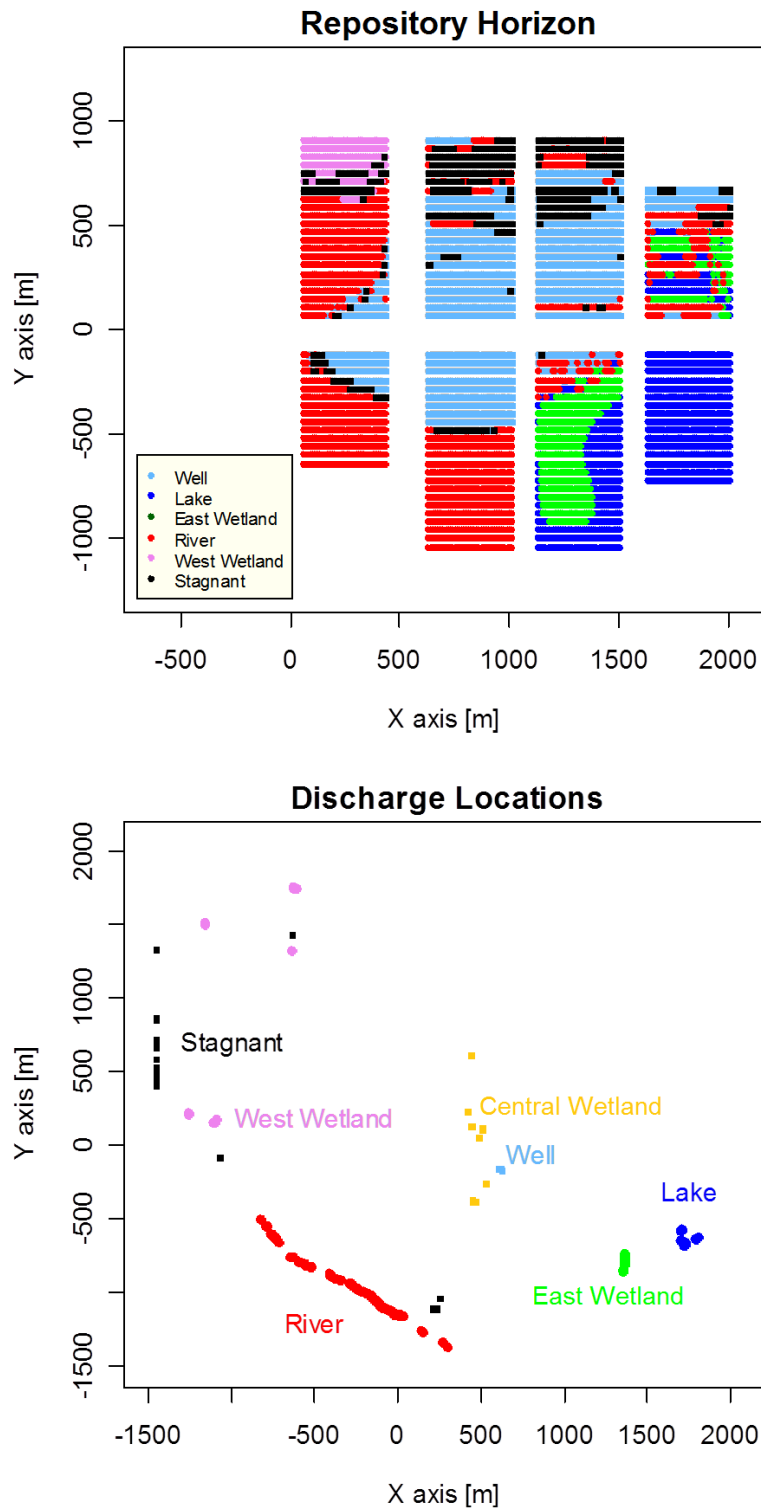 Repository Horizon
1000
500
0
-500
-1000
Y axis [m]
Well
Lake
East Wetland
River
West Wetland
Stagnant
-500
0
500
1000
1500
2000
X axis [m]
Discharge Locations
2000
1000
500
0
-500
-1500
Y axis [m]
Stagnant
West Wetland
Central Wetland
Well
Lake
East Wetland
River
-1500
-500
0
500
1000
1500
2000
X axis [m]